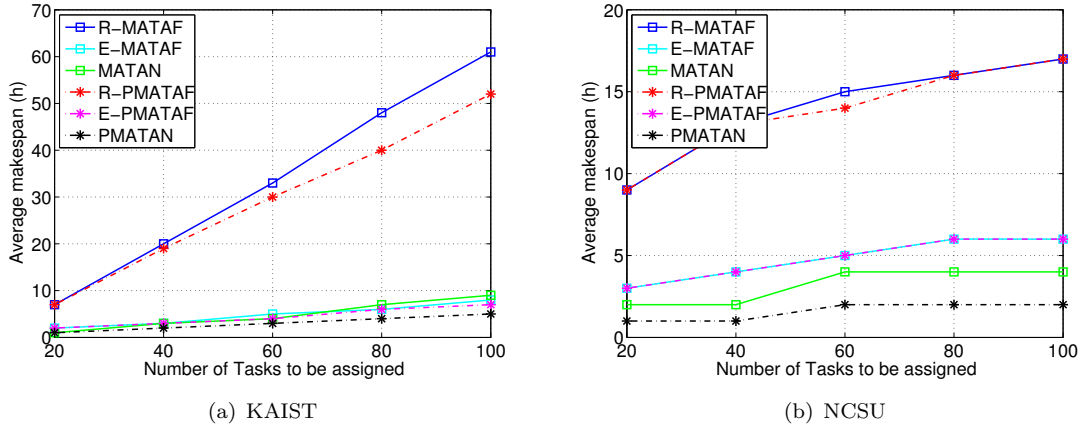 70
60
50
40
30
20
10
0
Average makespan (h)
R-MATAF
E-MATAF
MATAN
R-PMATAF
E-PMATAF
PMATAN
20 40 60 80 100
Number of Tasks to be assigned
(a) KAIST
20
15
10
5
0
Average makespan (h)
R-MATAF
E-MATAF
MATAN
R-PMATAF
E-PMATAF
PMATAN
20 40 60 80 100
Number of Tasks to be assigned
(b) NCSU